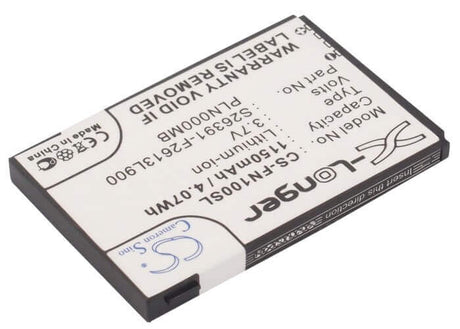 X-Longer
Model No. CS-FN100SL
Capacity 1150mAh / 4.07Wh
Type Lithium-ion
Volts 3.7V
Part No. S26391-F2613L900
PLN000MB
WARRANTY VOID IF
LABEL IS REMOVED
Made in China
CS
Cameron Sino